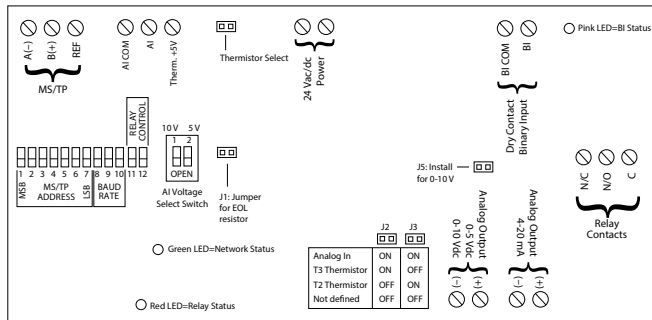 A(-)
B(+)
REF
MS/TP
AI COM
AI
Therm. +5V
Thermistor Select
24 Vac/dc
Power
BI COM
BI
Dry Contact
Binary Input
Pink LED=BI Status
RELAY
CONTROL
10 V 5 V
1 2
OPEN
AI Voltage
Select Switch
1 2 3 4 5 6 7 8 9 10 11 12
MSB
MS/TP
ADDRESS
LSB
BAUD
RATE
J1: Jumper
for EOL
resistor
J5: Install
for 0-10 V
N/C
N/O
C
Relay
Contacts
Green LED=Network Status
Red LED=Relay Status
J2 J3
Analog In ON ON
T3 Thermistor ON OFF
T2 Thermistor OFF ON
Not defined OFF OFF
Analog Output
0-5 Vdc
0-10 Vdc
(-)
(+)
Analog Output
4-20 mA
(-)
(+)